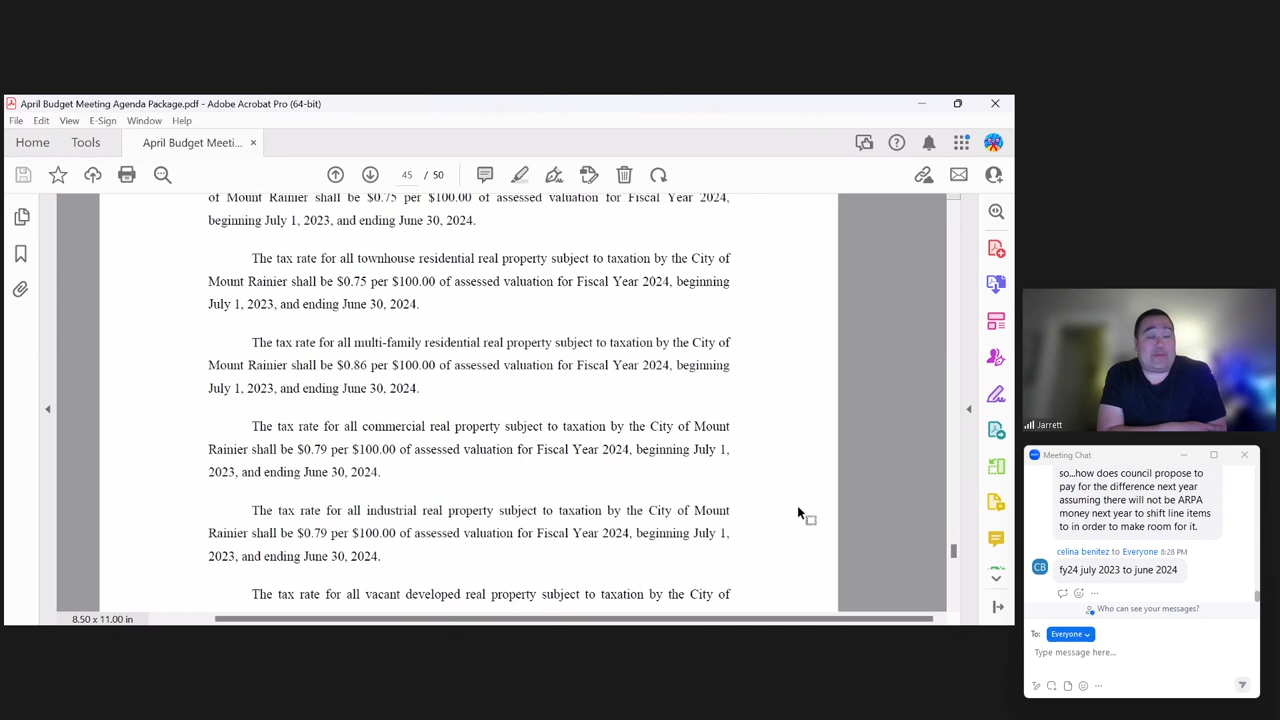 April Budget Meeting Agenda Package.pdf - Adobe Acrobat Pro (64-bit)
File Edit View E-Sign Window Help
Home Tools April Budget Meeti... ×
45 / 50
of Mount Rainier shall be $0.75 per $100.00 of assessed valuation for Fiscal Year 2024,
beginning July 1, 2023, and ending June 30, 2024.
The tax rate for all townhouse residential real property subject to taxation by the City of
Mount Rainier shall be $0.75 per $100.00 of assessed valuation for Fiscal Year 2024, beginning
July 1, 2023, and ending June 30, 2024.
The tax rate for all multi-family residential real property subject to taxation by the City of
Mount Rainier shall be $0.86 per $100.00 of assessed valuation for Fiscal Year 2024, beginning
July 1, 2023, and ending June 30, 2024.
The tax rate for all commercial real property subject to taxation by the City of Mount
Rainier shall be $0.79 per $100.00 of assessed valuation for Fiscal Year 2024, beginning July 1,
2023, and ending June 30, 2024.
The tax rate for all industrial real property subject to taxation by the City of Mount
Rainier shall be $0.79 per $100.00 of assessed valuation for Fiscal Year 2024, beginning July 1,
2023, and ending June 30, 2024.
The tax rate for all vacant developed real property subject to taxation by the City of
8.50 x 11.00 in
Jarrett
Meeting Chat
so...how does council propose to
pay for the difference next year
assuming there will not be ARPA
money next year to shift line items
to in order to make room for it.
celina benitez to Everyone 8:28 PM
CB
fy24 july 2023 to june 2024
Who can see your messages?
To: Everyone
Type message here...